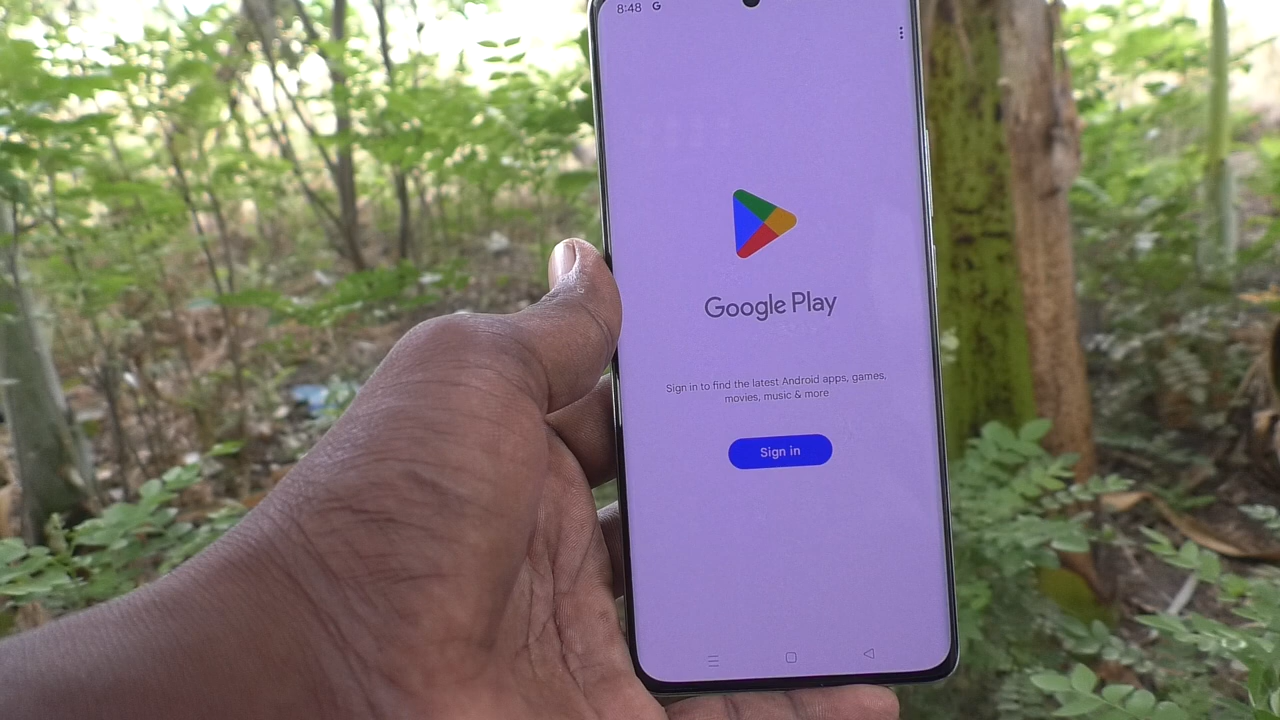 8:48 G
Google Play
Sign in to find the latest Android apps, games,
movies, music & more
Sign in